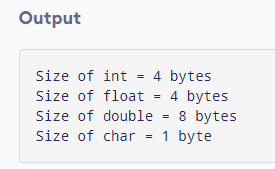 Output
Size of int = 4 bytes
Size of float = 4 bytes
Size of double = 8 bytes
Size of char = 1 byte